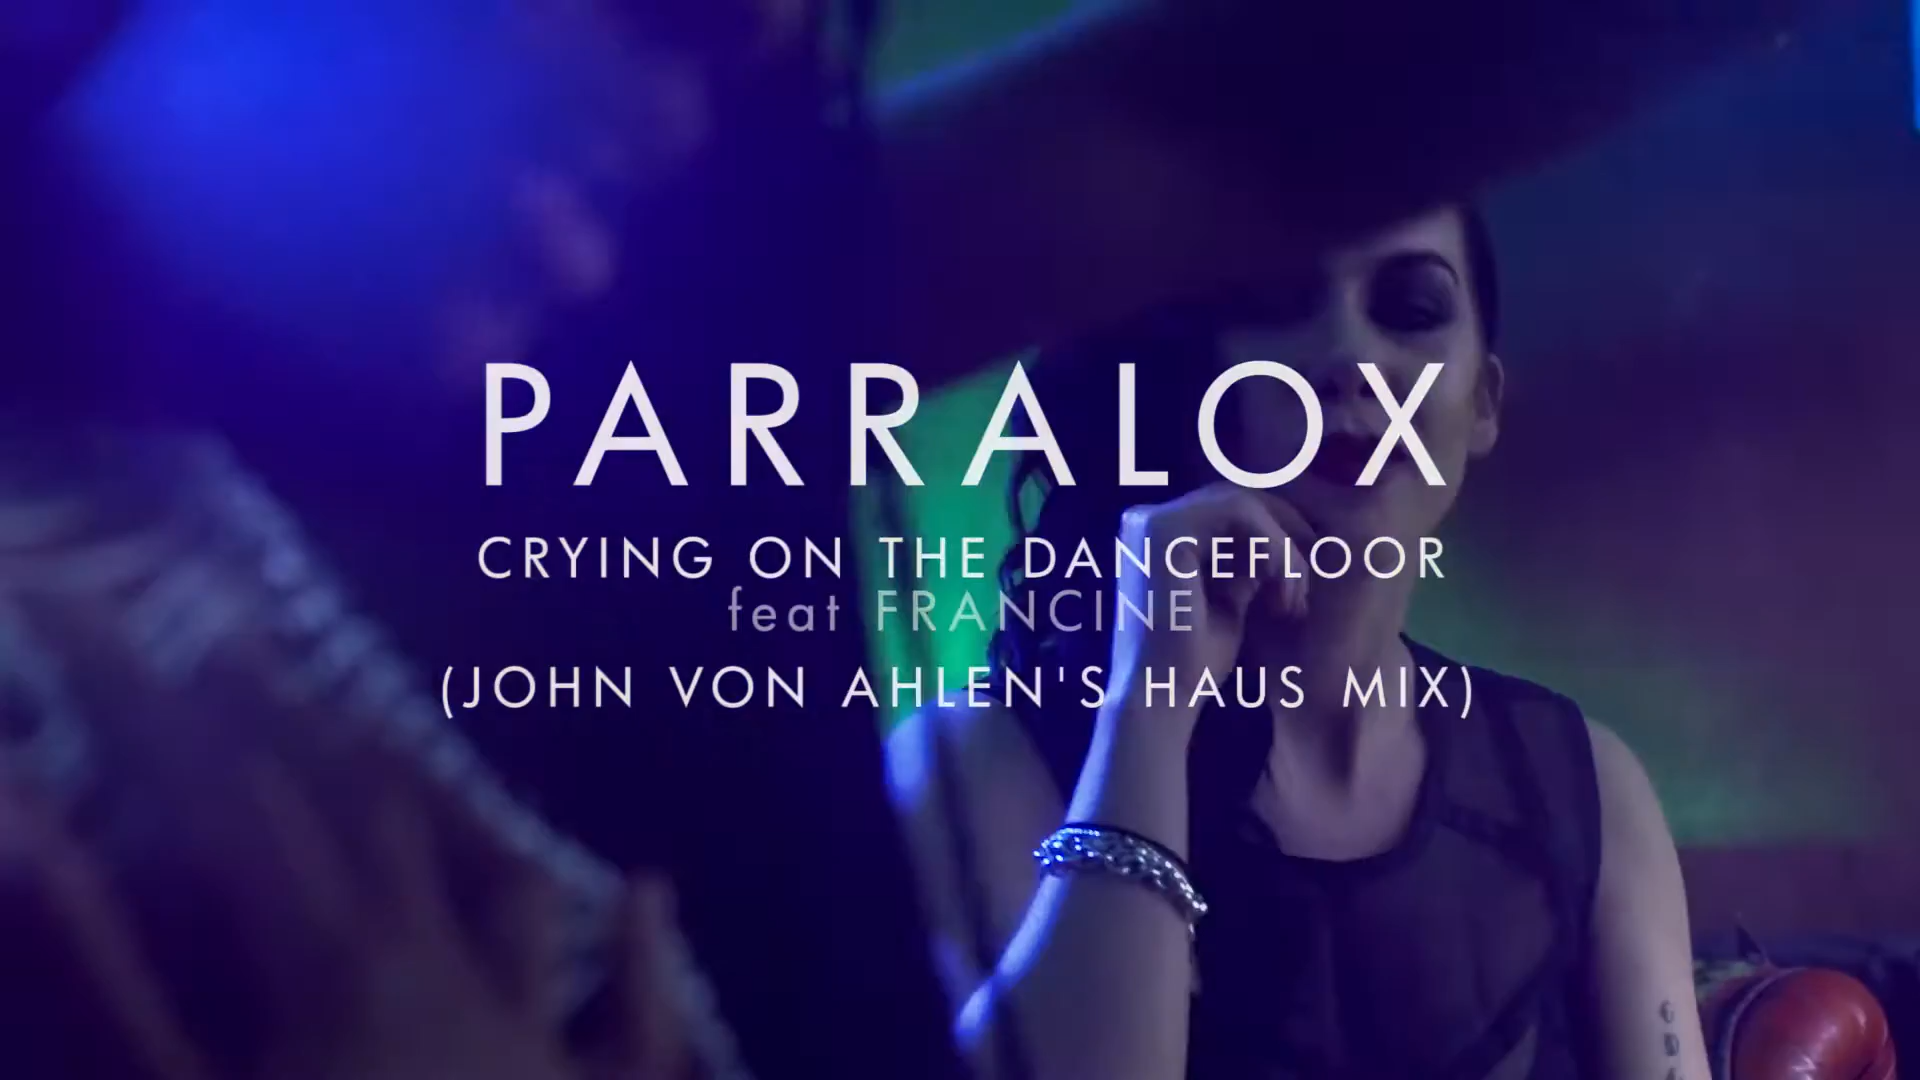 PARRALOX
CRYING ON THE DANCEFLOOR
feat FRANCINE
(JOHN VON AHLEN'S HAUS MIX)